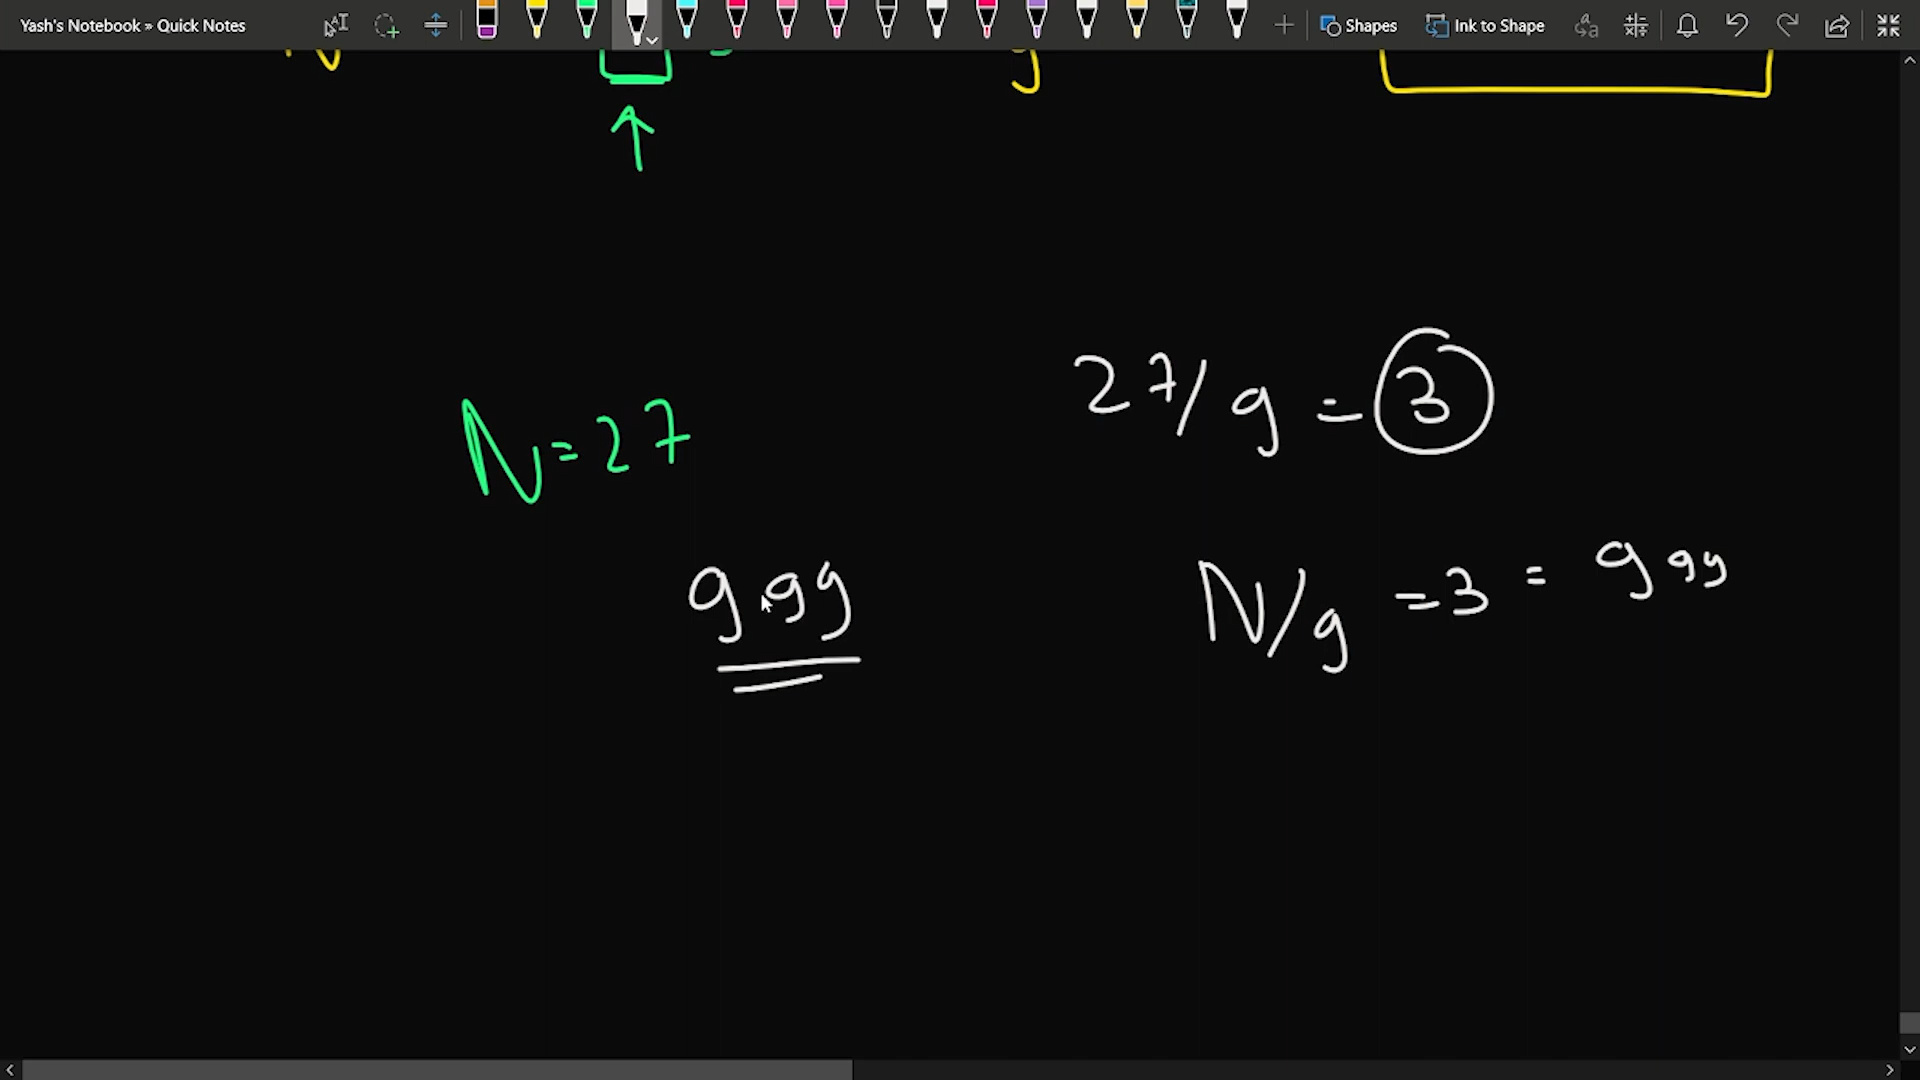 Yash's Notebook » Quick Notes
Shapes
Ink to Shape
N
g
27/9 = 3
N=27
999
N/9 = 3 = 999